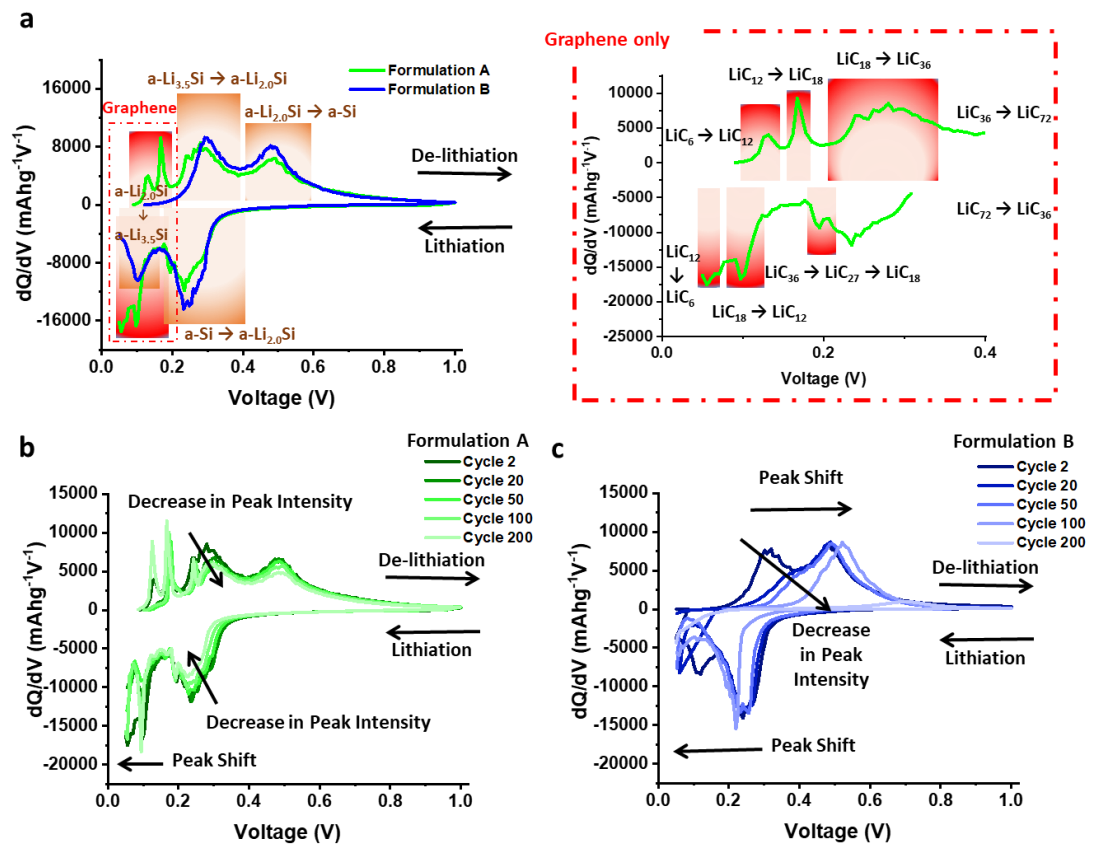 a
Graphene only
a-Li₃.₅Si → a-Li₂.₀Si
Formulation A
Formulation B
a-Li₂.₀Si → a-Si
Graphene
a-Li₂.₀Si
↓
a-Li₃.₅Si
a-Si → a-Li₂.₀Si
De-lithiation
Lithiation
16000
12000
8000
4000
0
-4000
-8000
-12000
-16000
dQ/dV (mAhg⁻¹V⁻¹)
0.0 0.2 0.4 0.6 0.8 1.0
Voltage (V)
LiC₁₈ → LiC₃₆
LiC₁₂ → LiC₁₈
LiC₃₆ → LiC₇₂
LiC₆ → LiC₁₂
LiC₇₂ → LiC₃₆
LiC₁₂
↓
LiC₆
LiC₃₆ → LiC₂₇ → LiC₁₈
LiC₁₈ → LiC₁₂
10000
5000
0
-5000
-10000
-15000
-20000
-25000
dQ/dV (mAhg⁻¹V⁻¹)
0.0 0.2 0.4
Voltage (V)
b
Formulation A
Cycle 2
Cycle 20
Cycle 50
Cycle 100
Cycle 200
Decrease in Peak Intensity
De-lithiation
Lithiation
Decrease in Peak Intensity
Peak Shift
15000
10000
5000
0
-5000
-10000
-15000
-20000
dQ/dV (mAhg⁻¹V⁻¹)
0.0 0.2 0.4 0.6 0.8 1.0
Voltage (V)
c
Formulation B
Cycle 2
Cycle 20
Cycle 50
Cycle 100
Cycle 200
Peak Shift
De-lithiation
Lithiation
Decrease
in Peak
Intensity
Peak Shift
15000
10000
5000
0
-5000
-10000
-15000
-20000
dQ/dV (mAhg⁻¹V⁻¹)
0.0 0.2 0.4 0.6 0.8 1.0
Voltage (V)